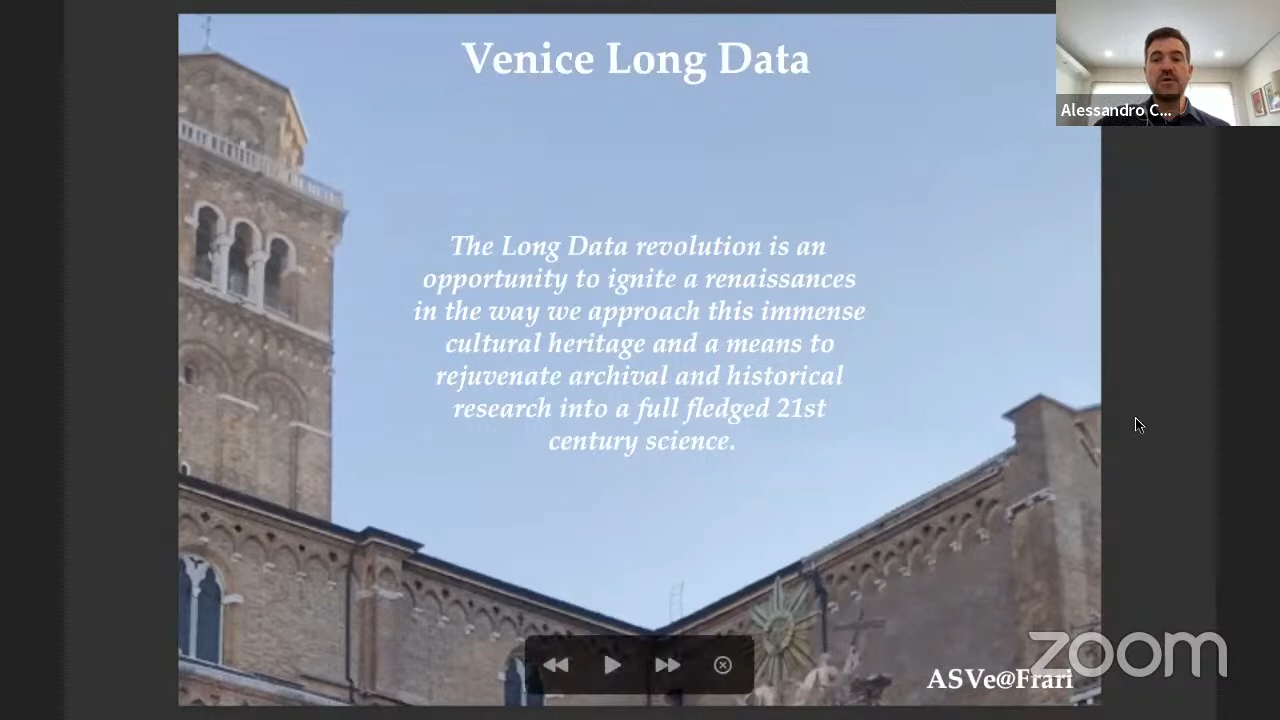 Venice Long Data
Alessandro C...
The Long Data revolution is an
opportunity to ignite a renaissances
in the way we approach this immense
cultural heritage and a means to
rejuvenate archival and historical
research into a full fledged 21st
century science.
zoom
ASVe@Frari